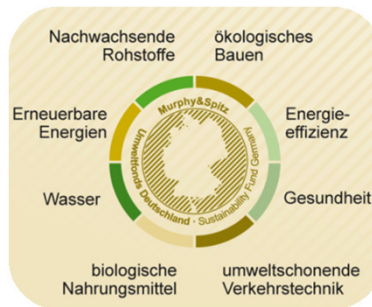 Nachwachsende
Rohstoffe
ökologisches
Bauen
Erneuerbare
Energien
Energie-
effizienz
Wasser
Gesundheit
biologische
Nahrungsmittel
umweltschonende
Verkehrstechnik
Murphy&Spitz
Umweltfonds Deutschland - Sustainability Fund Germany